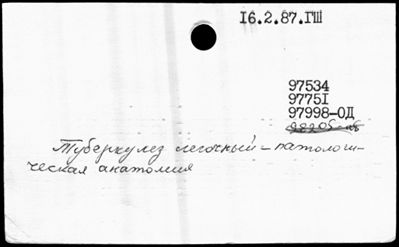 16.2.87.ГШ
97534
97751
97998-ОД
Туберкулез легочный - патологи-
ческая анатомия